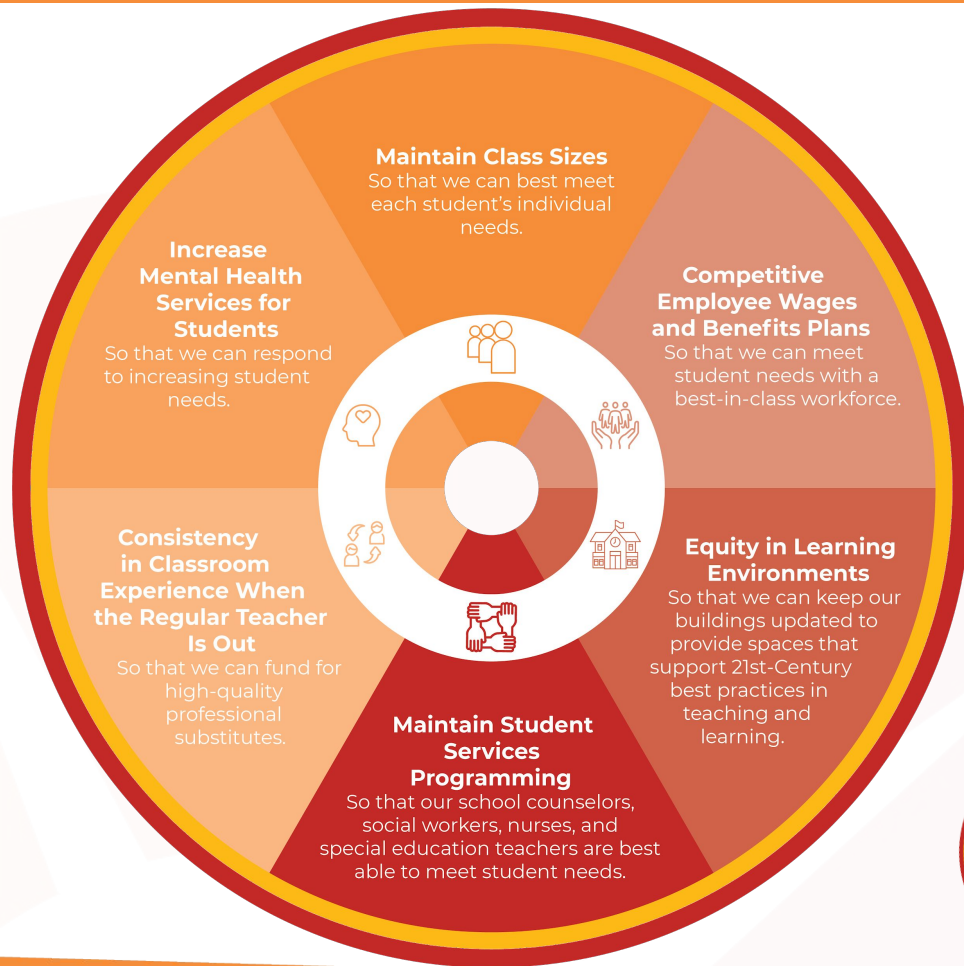 Maintain Class Sizes
So that we can best meet
each student’s individual
needs.
Competitive
Employee Wages
and Benefits Plans
So that we can meet
student needs with a
best-in-class workforce.
Equity in Learning
Environments
So that we can keep our
buildings updated to
provide spaces that
support 21st-Century
best practices in
teaching and
learning.
Maintain Student
Services
Programming
So that our school counselors,
social workers, nurses, and
special education teachers are best
able to meet student needs.
Consistency
in Classroom
Experience When
the Regular Teacher
Is Out
So that we can fund for
high-quality
professional
substitutes.
Increase
Mental Health
Services for
Students
So that we can respond
to increasing student
needs.